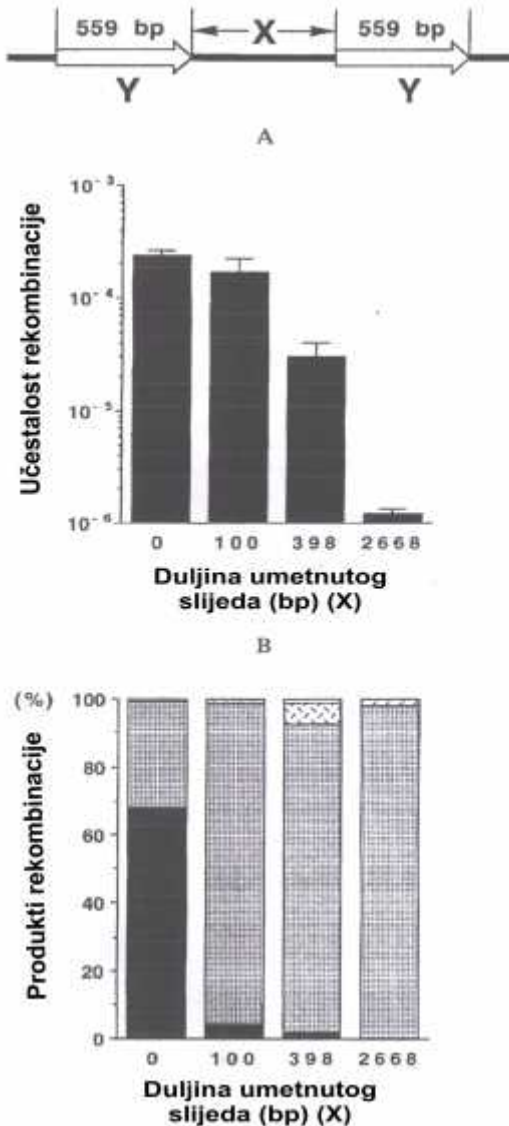 559 bp X 559 bp
Y Y
A
10⁻³
10⁻⁴
10⁻⁵
10⁻⁶
Učestalost rekombinacije
0 100 398 2668
Duljina umetnutog
slijeda (bp) (X)
B
(%) 100
80
60
40
20
0
Produkti rekombinacije
0 100 398 2668
Duljina umetnutog
slijeda (bp) (X)